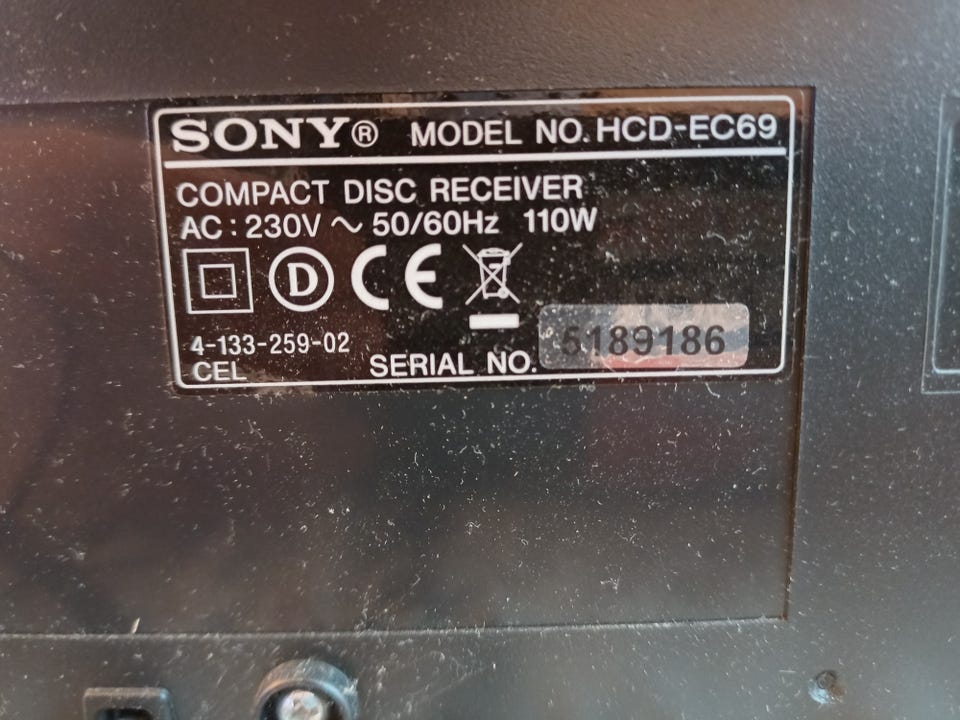 SONY® MODEL NO. HCD-EC69
COMPACT DISC RECEIVER
AC : 230V ~ 50/60Hz 110W
D CE
4-133-259-02
CEL
SERIAL NO. 5189186